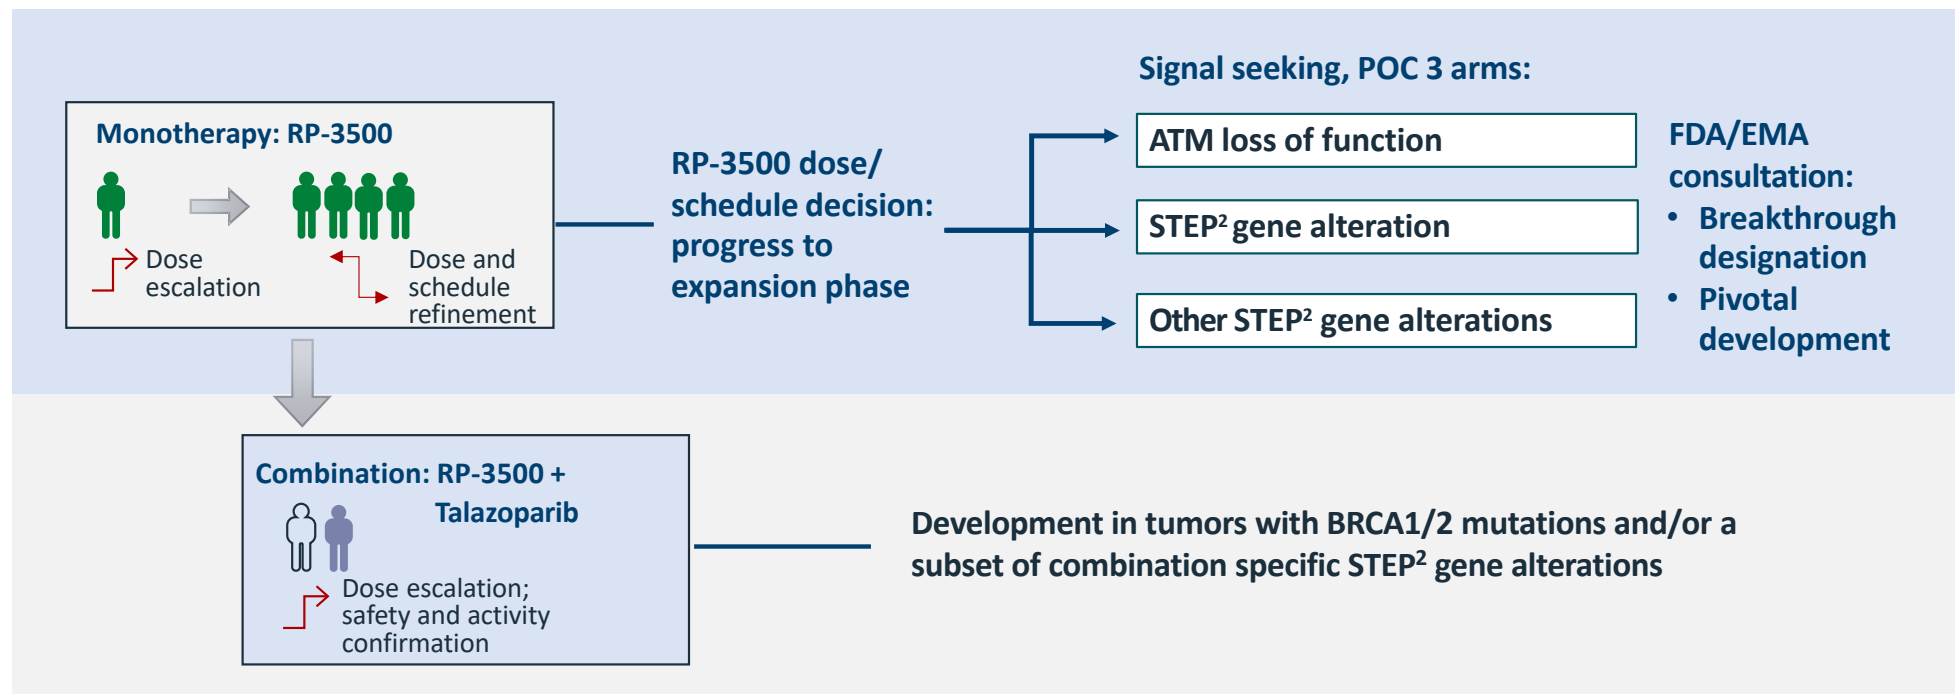 Monotherapy: RP-3500
Dose
escalation
Dose and
schedule
refinement
RP-3500 dose/
schedule decision:
progress to
expansion phase
Signal seeking, POC 3 arms:
ATM loss of function
STEP² gene alteration
Other STEP² gene alterations
FDA/EMA
consultation:
• Breakthrough
designation
• Pivotal
development
Combination: RP-3500 +
Talazoparib
Dose escalation;
safety and activity
confirmation
Development in tumors with BRCA1/2 mutations and/or a
subset of combination specific STEP² gene alterations